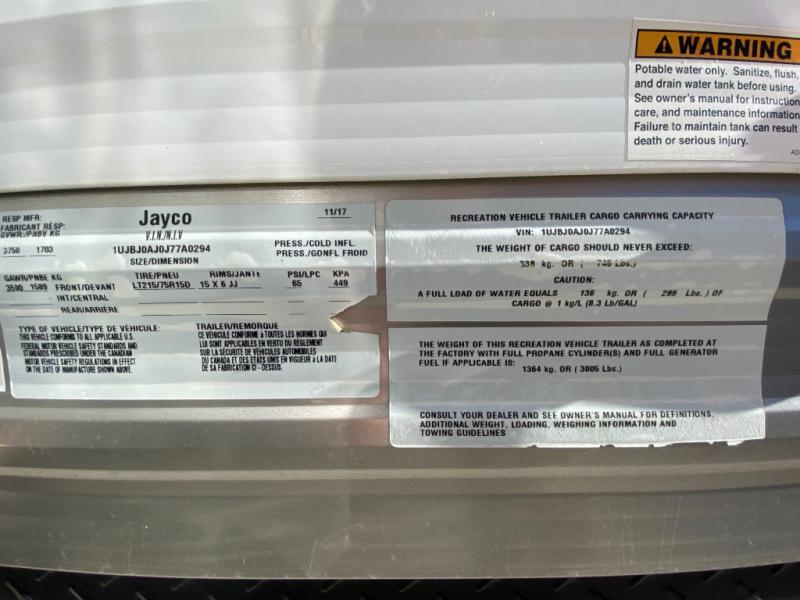 WARNING
Potable water only. Sanitize, flush,
and drain water tank before using.
See owner's manual for instruction
care, and maintenance information
Failure to maintain tank can result
death or serious injury.
AD
RESP MFR: Jayco 11/17
FABRICANT RESP:
GVWR:/PNBV KG V.I.N./N.I.V
3750 1703 1UJBJ0AJ0J77A0294 PRESS./COLD INFL.
SIZE/DIMENSION PRESS./GONFL FROID
GAWR/PNBE KG TIRE/PNEU RIMS/JANTE PSI/LPC KPA
3500 1589 FRONT/DEVANT LT215/75R15D 15 X 6 JJ 65 449
INT/CENTRAL
REAR/ARRIÈRE
TYPE OF VEHICLE/TYPE DE VÉHICULE: TRAILER/REMORQUE
THIS VEHICLE CONFORMS TO ALL APPLICABLE U.S.
FEDERAL MOTOR VEHICLE SAFETY STANDARDS AND
STANDARDS PRESCRIBED UNDER THE CANADIAN
MOTOR VEHICLE SAFETY REGULATIONS IN EFFECT
ON THE DATE OF MANUFACTURE SHOWN ABOVE.
CE VÉHICULE CONFORME à TOUTES LES NORMES QUI
LUI SONT APPLICABLES EN VERTU DU RÈGLEMENT
SUR LA SECURITÉ DE VÉHICULES AUTOMOBILES
DU CANADA ET DES ETATS UNIS EN VIGUEUR à LA DATE
DE SA FABRICATION CI-DESSUS.
RECREATION VEHICLE TRAILER CARGO CARRYING CAPACITY
VIN: 1UJBJ0AJ0J77A0294
THE WEIGHT OF CARGO SHOULD NEVER EXCEED:
338 kg. OR ( 745 Lbs.)
CAUTION:
A FULL LOAD OF WATER EQUALS 136 kg. OR ( 299 Lbs. ) OF
CARGO @ 1 kg/L (8.3 Lb/GAL)
THE WEIGHT OF THIS RECREATION VEHICLE TRAILER AS COMPLETED AT
THE FACTORY WITH FULL PROPANE CYLINDER(S) AND FULL GENERATOR
FUEL IF APPLICABLE IS:
1364 kg. OR (3005 Lbs.)
CONSULT YOUR DEALER AND SEE OWNER'S MANUAL FOR DEFINITIONS,
ADDITIONAL WEIGHT, LOADING, WEIGHING INFORMATION AND
TOWING GUIDELINES